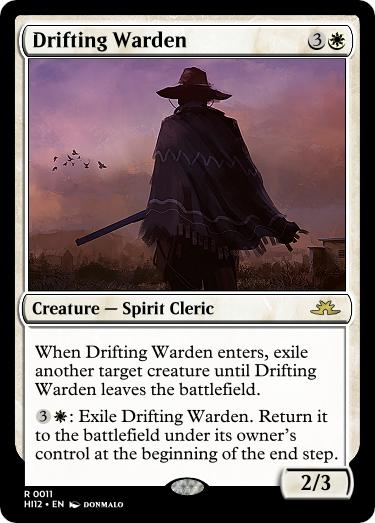 Drifting Warden 3
Creature — Spirit Cleric
When Drifting Warden enters, exile
another target creature until Drifting
Warden leaves the battlefield.
3 : Exile Drifting Warden. Return it
to the battlefield under its owner's
control at the beginning of the end step.
2/3
R 0011
HI12 • EN DONMALO